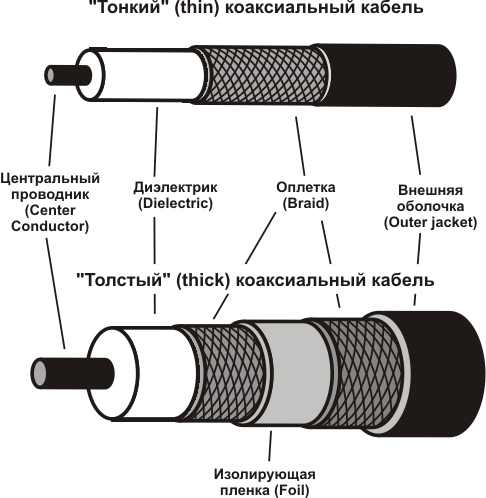 "Тонкий" (thin) коаксиальный кабель
Центральный
проводник
(Center
Conductor)
Диэлектрик
(Dielectric)
Оплетка
(Braid)
Внешняя
оболочка
(Outer jacket)
"Толстый" (thick) коаксиальный кабель
Изолирующая
пленка (Foil)